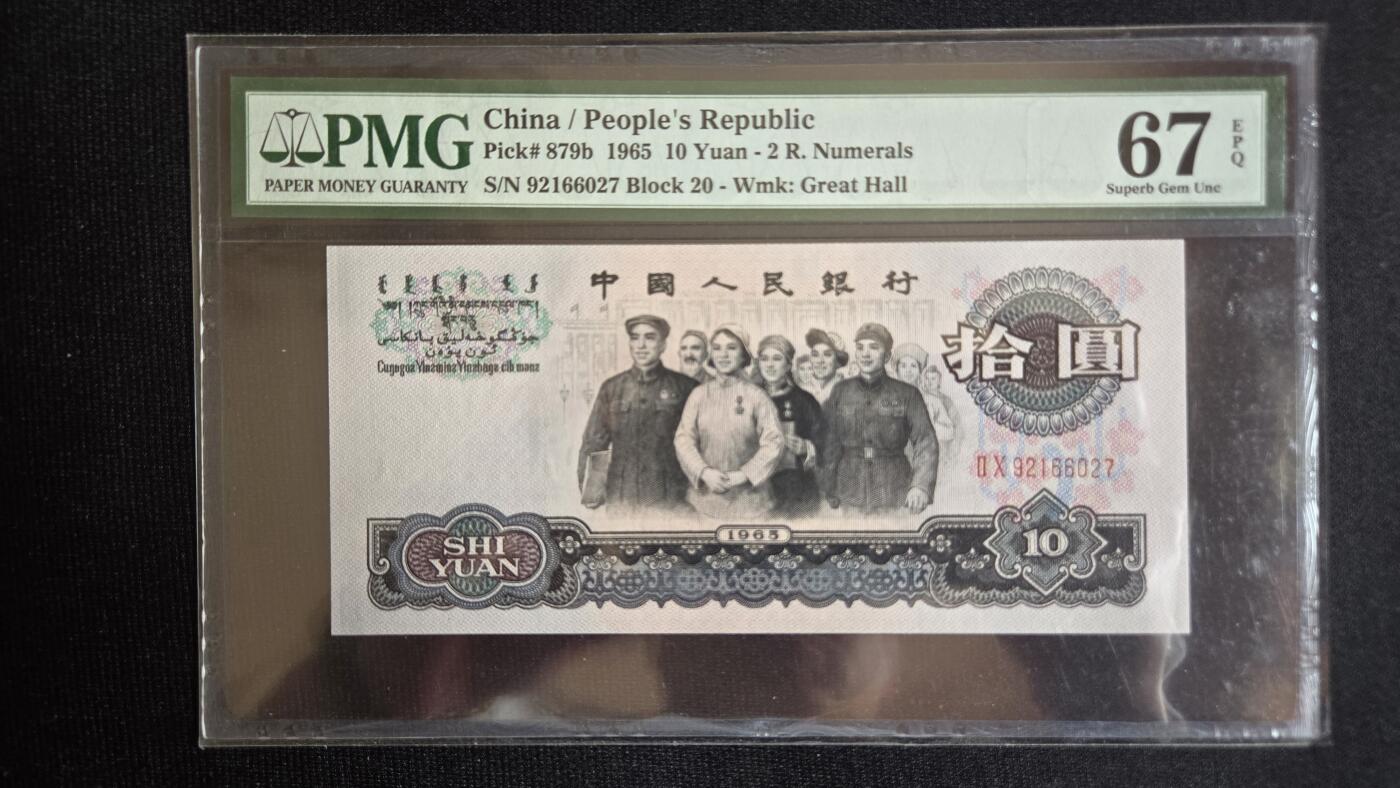 PMG
PAPER MONEY GUARANTY
China / People's Republic
Pick# 879b 1965 10 Yuan - 2 R. Numerals
S/N 92166027 Block 20 - Wmk: Great Hall
67
EPQ
Superb Gem Unc
中國人民銀行
拾圓
ⅡⅩ 92166027
1965
SHI
YUAN
10